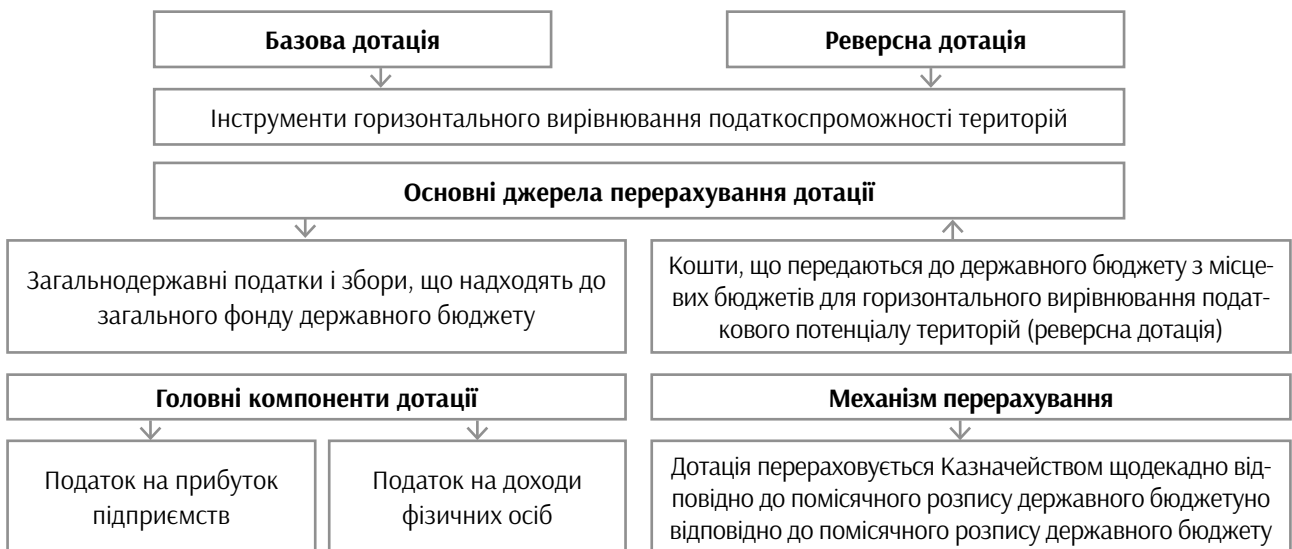 Базова дотація
Реверсна дотація
Інструменти горизонтального вирівнювання податкоспроможності територій
Основні джерела перерахування дотації
Загальнодержавні податки і збори, що надходять до
загального фонду державного бюджету
Кошти, що передаються до державного бюджету з місце-
вих бюджетів для горизонтального вирівнювання подат-
кового потенціалу територій (реверсна дотація)
Головні компоненти дотації
Механізм перерахування
Податок на прибуток
підприємств
Податок на доходи
фізичних осіб
Дотація перераховується Казначейством щодекадно від-
повідно до помісячного розпису державного бюджетуно
відповідно до помісячного розпису державного бюджету